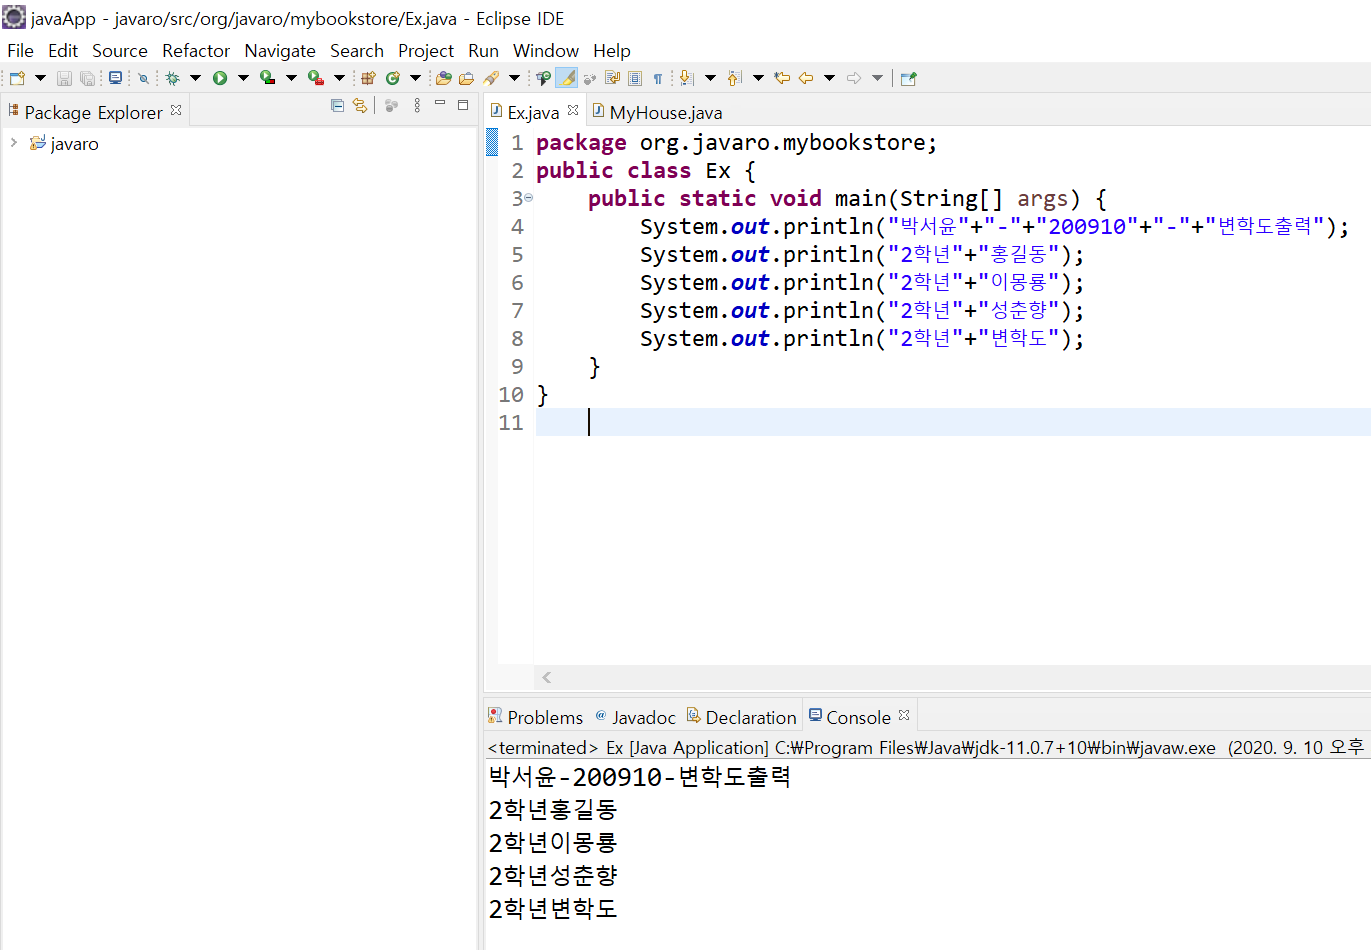 javaApp - javaro/src/org/javaro/mybookstore/Ex.java - Eclipse IDE
File Edit Source Refactor Navigate Search Project Run Window Help
Package Explorer
javaro
Ex.java MyHouse.java
1 package org.javaro.mybookstore;
2 public class Ex {
3 public static void main(String[] args) {
4 System.out.println("박서윤"+"-"+"200910"+"-"+"변학도출력");
5 System.out.println("2학년"+"홍길동");
6 System.out.println("2학년"+"이몽룡");
7 System.out.println("2학년"+"성춘향");
8 System.out.println("2학년"+"변학도");
9 }
10 }
11
Problems @ Javadoc Declaration Console
<terminated> Ex [Java Application] C:₩Program Files₩Java₩jdk-11.0.7+10₩bin₩javaw.exe (2020. 9. 10 오후
박서윤-200910-변학도출력
2학년홍길동
2학년이몽룡
2학년성춘향
2학년변학도